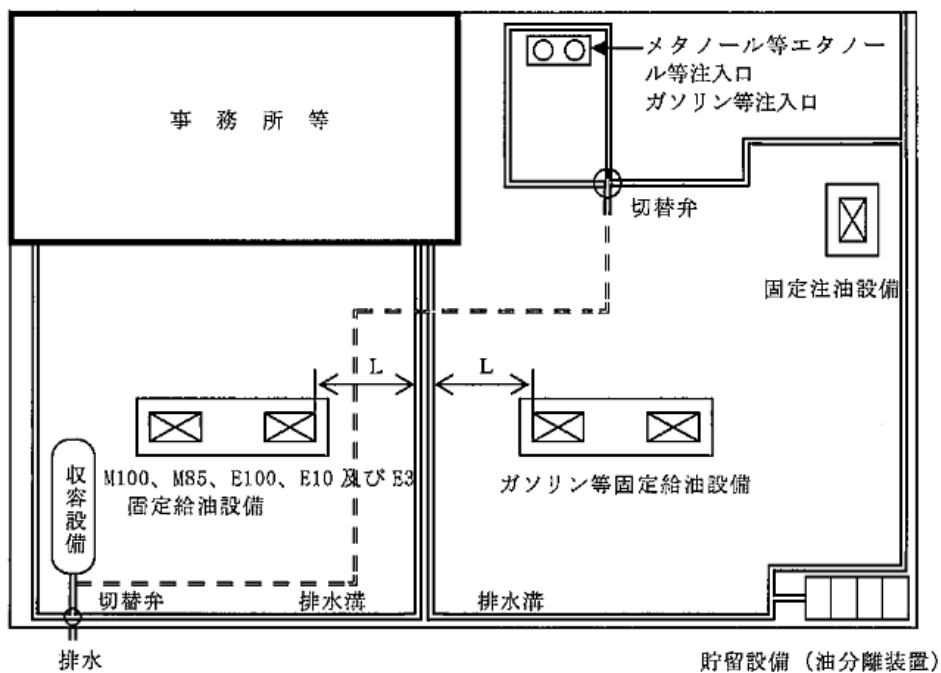 メタノール等エタノー
ル等注入口
ガソリン等注入口
事務所等
切替弁
固定注油設備
L
L
M100、M85、E100、E10 及び E3
固定給油設備
ガソリン等固定給油設備
収容設備
切替弁
排水溝
排水溝
排水
貯留設備（油分離装置）